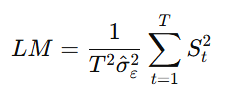 LM = \frac{1}{T^2 \hat{\sigma}_{\varepsilon}^2} \sum_{t=1}^{T} S_t^2